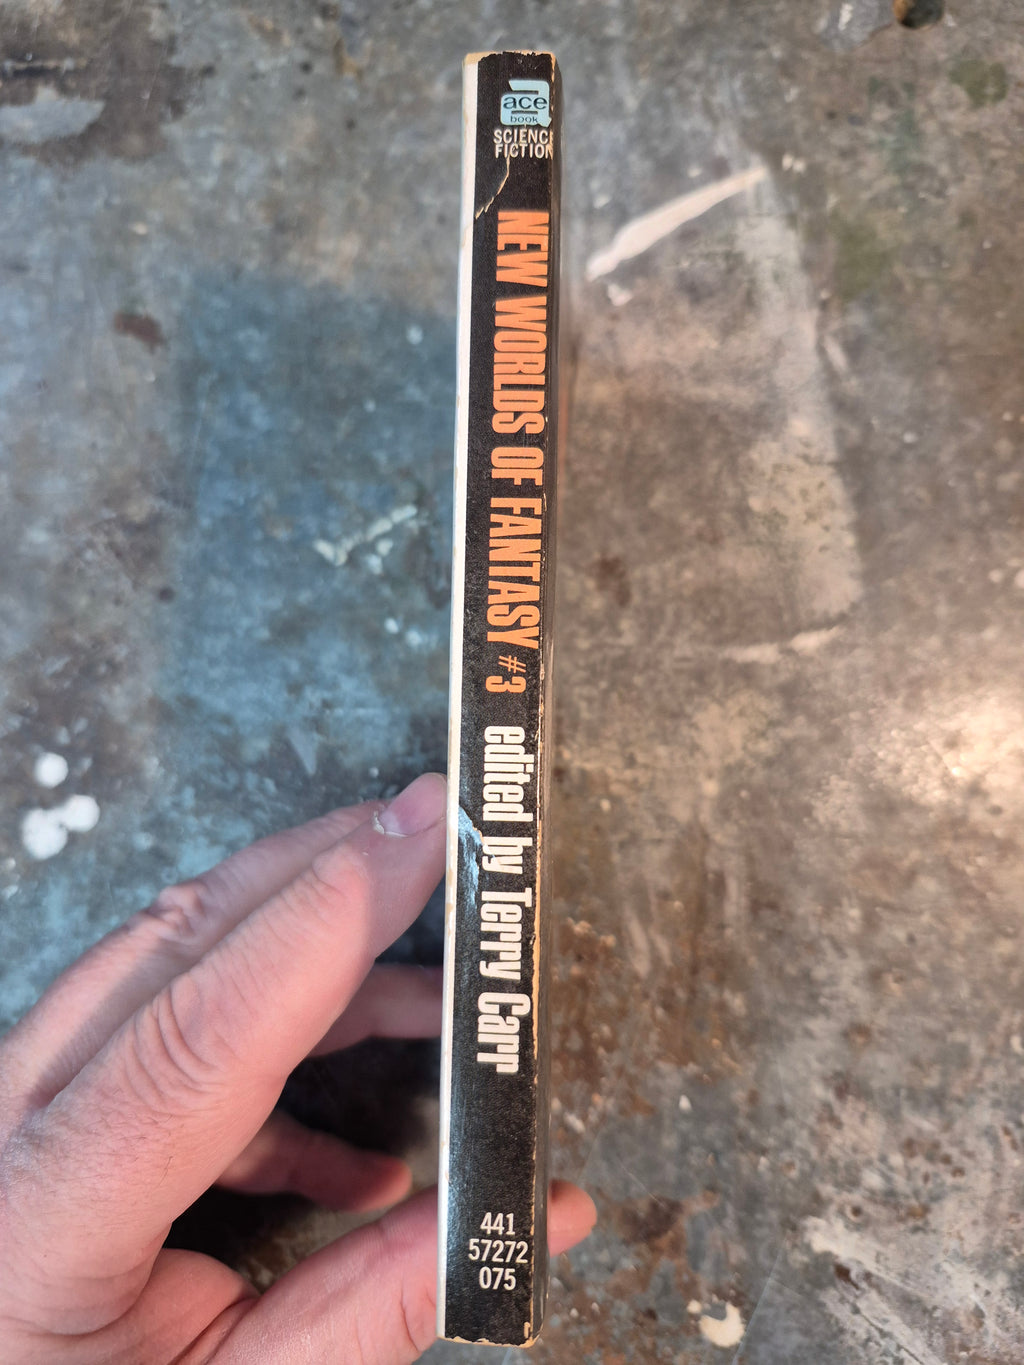 ace
book
SCIENCE
FICTION
NEW WORLDS OF FANTASY #3
edited by Terry Carr
441
57272
075